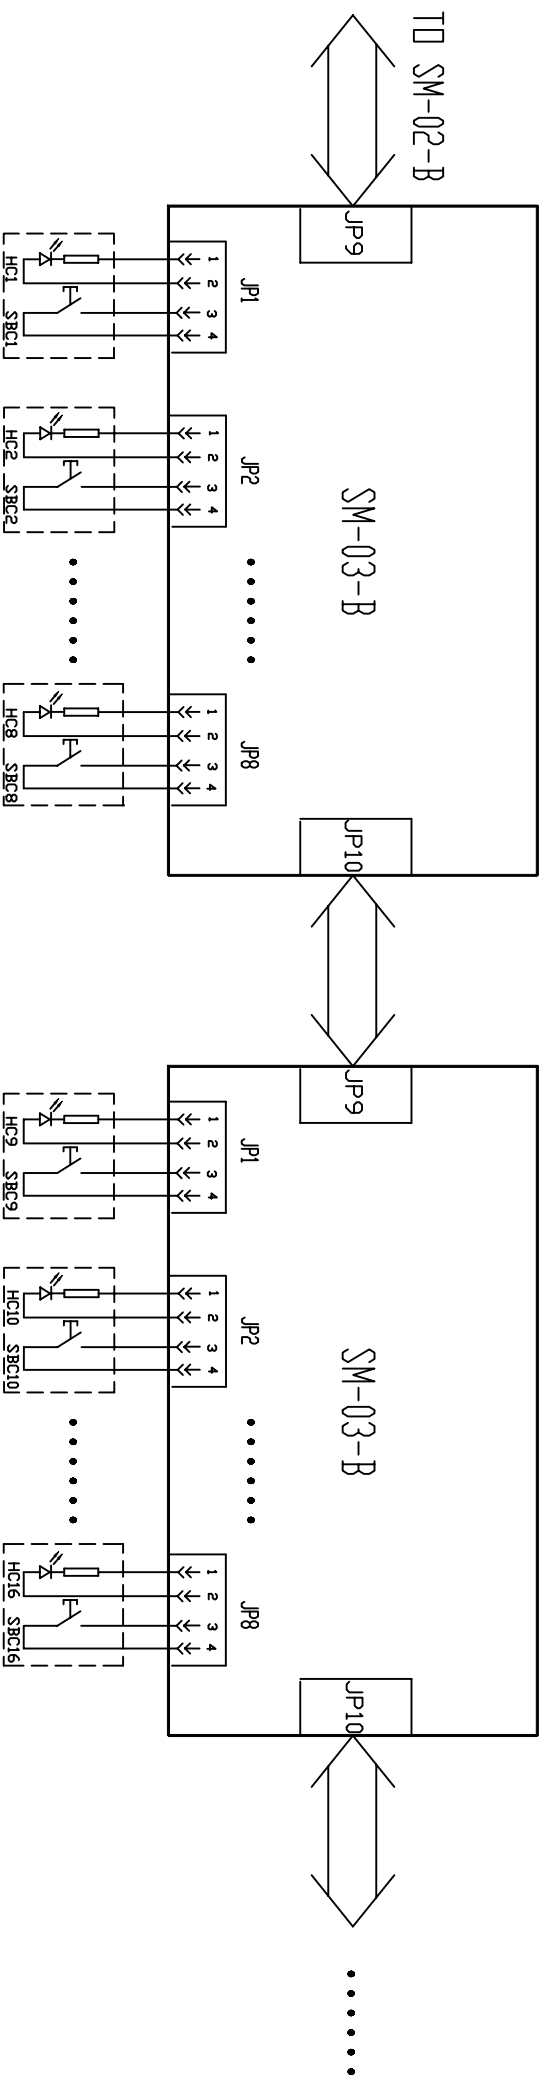 TO SM-02-B
JP9
SM-03-B
JP10
JP9
SM-03-B
JP10
JP1
JP2
JP8
JP1
JP2
JP8
1 2 3 4
1 2 3 4
1 2 3 4
1 2 3 4
1 2 3 4
1 2 3 4
HC1 SBC1
HC2 SBC2
HC8 SBC8
HC9 SBC9
HC10 SBC10
HC16 SBC16